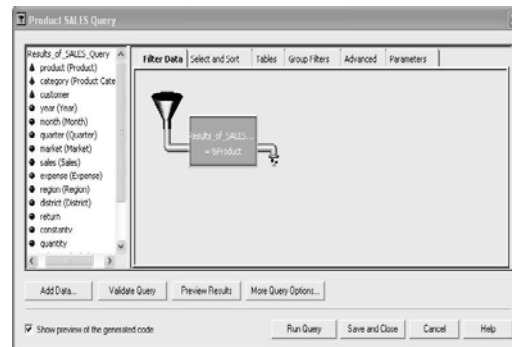 Product SALES Query
Results_of_SALES_Query
product (Product)
category (Product Cate
customer
year (Year)
month (Month)
quarter (Quarter)
market (Market)
sales (Sales)
expense (Expense)
region (Region)
district (District)
return
constantv
quantity
Filter Data Select and Sort Tables Group Filters Advanced Parameters
Results_of_SALES...
= &Product
Add Data... Validate Query Preview Results More Query Options...
Show preview of the generated code. Run Query Save and Close Cancel Help